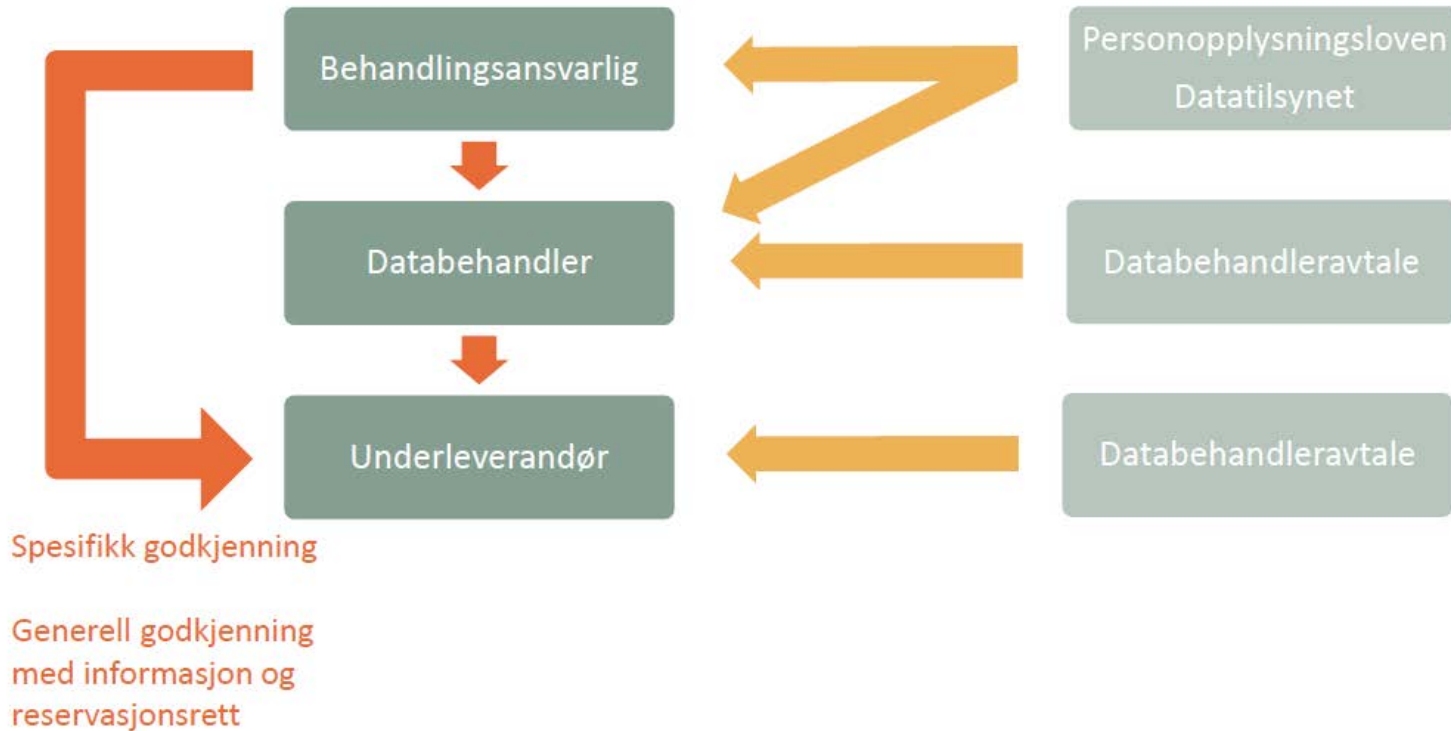 Behandlingsansvarlig
Personopplysningsloven
Datatilsynet
Databehandler
Databehandleravtale
Underleverandør
Databehandleravtale
Spesifikk godkjenning
Generell godkjenning
med informasjon og
reservasjonsrett